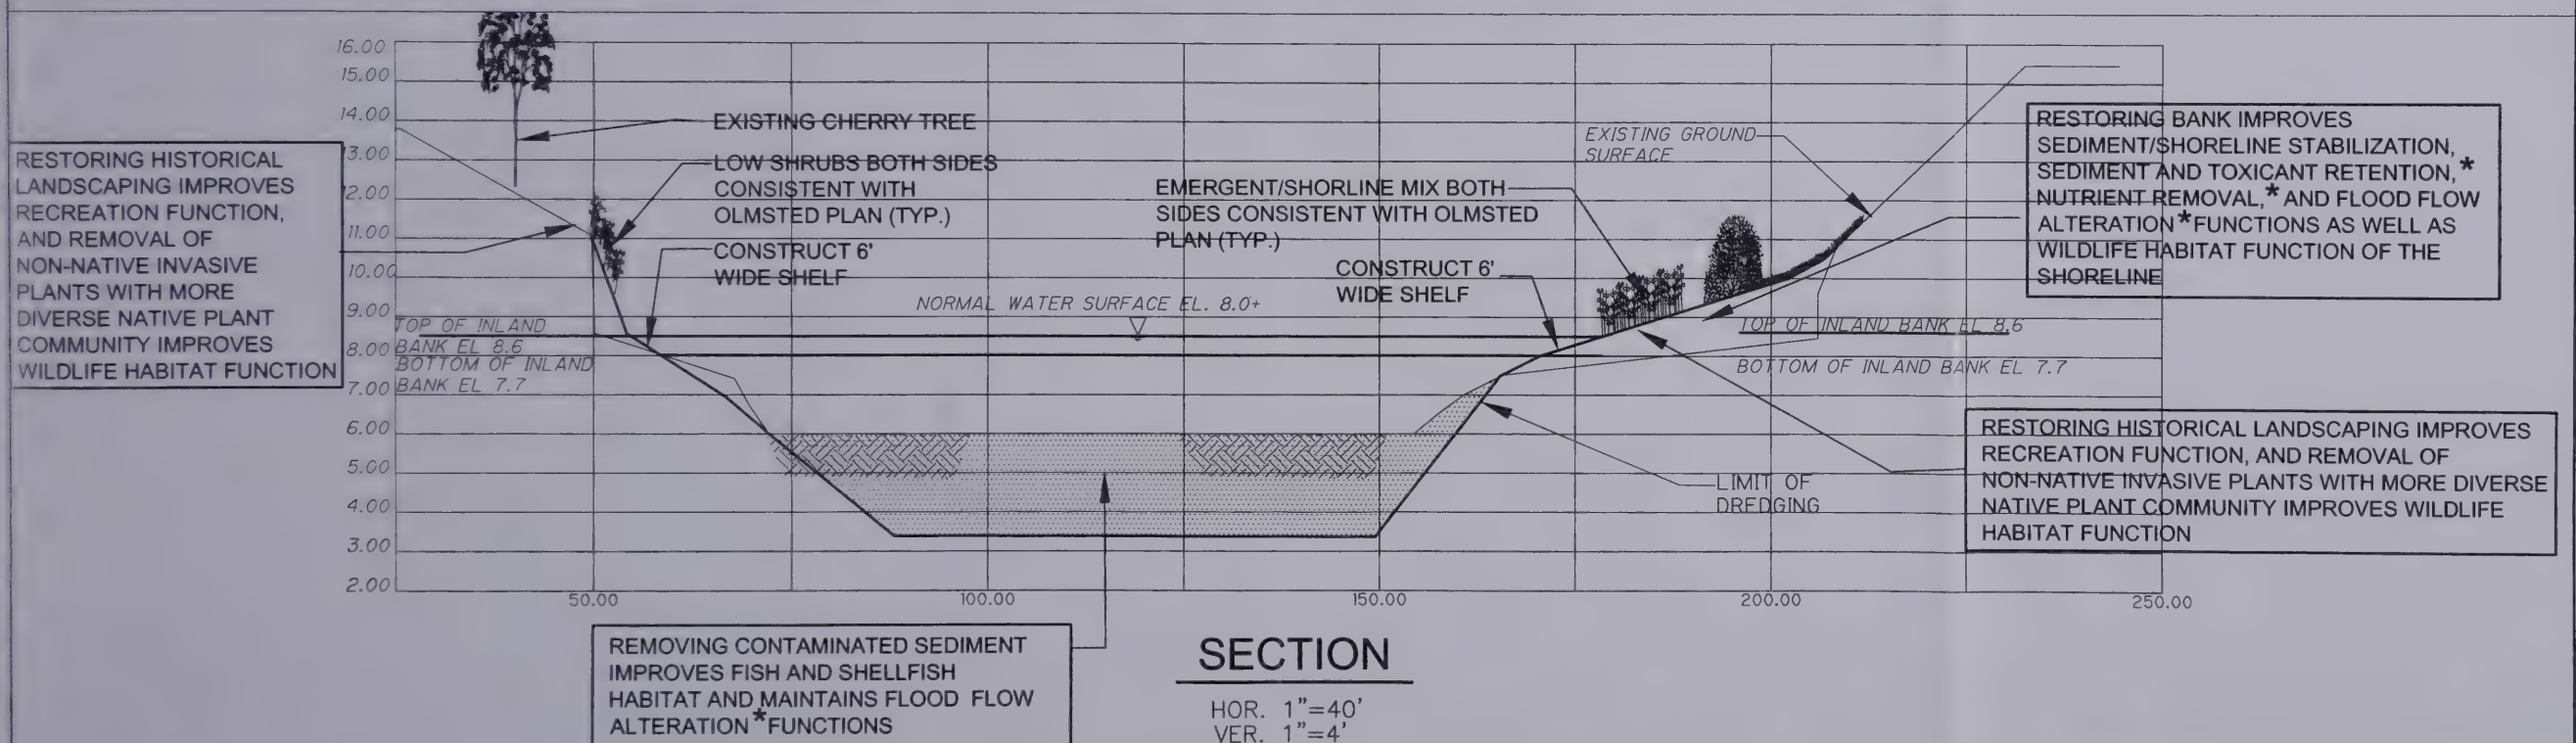 16.00
15.00
14.00
13.00
12.00
11.00
10.00
9.00
8.00
7.00
6.00
5.00
4.00
3.00
2.00
50.00
100.00
150.00
200.00
250.00
RESTORING HISTORICAL
LANDSCAPING IMPROVES
RECREATION FUNCTION,
AND REMOVAL OF
NON-NATIVE INVASIVE
PLANTS WITH MORE
DIVERSE NATIVE PLANT
COMMUNITY IMPROVES
WILDLIFE HABITAT FUNCTION
EXISTING CHERRY TREE
LOW SHRUBS BOTH SIDES
CONSISTENT WITH
OLMSTED PLAN (TYP.)
CONSTRUCT 6'
WIDE SHELF
TOP OF INLAND
BANK EL 8.6
BOTTOM OF INLAND
BANK EL 7.7
NORMAL WATER SURFACE EL. 8.0+
EMERGENT/SHORLINE MIX BOTH
SIDES CONSISTENT WITH OLMSTED
PLAN (TYP.)
CONSTRUCT 6'
WIDE SHELF
EXISTING GROUND
SURFACE
RESTORING BANK IMPROVES
SEDIMENT/SHORELINE STABILIZATION,
SEDIMENT AND TOXICANT RETENTION,*
NUTRIENT REMOVAL,* AND FLOOD FLOW
ALTERATION*FUNCTIONS AS WELL AS
WILDLIFE HABITAT FUNCTION OF THE
SHORELINE
TOP OF INLAND BANK EL 8.6
BOTTOM OF INLAND BANK EL 7.7
LIMIT OF
DREDGING
RESTORING HISTORICAL LANDSCAPING IMPROVES
RECREATION FUNCTION, AND REMOVAL OF
NON-NATIVE INVASIVE PLANTS WITH MORE DIVERSE
NATIVE PLANT COMMUNITY IMPROVES WILDLIFE
HABITAT FUNCTION
REMOVING CONTAMINATED SEDIMENT
IMPROVES FISH AND SHELLFISH
HABITAT AND MAINTAINS FLOOD FLOW
ALTERATION*FUNCTIONS
SECTION
HOR. 1"=40'
VER. 1"=4'